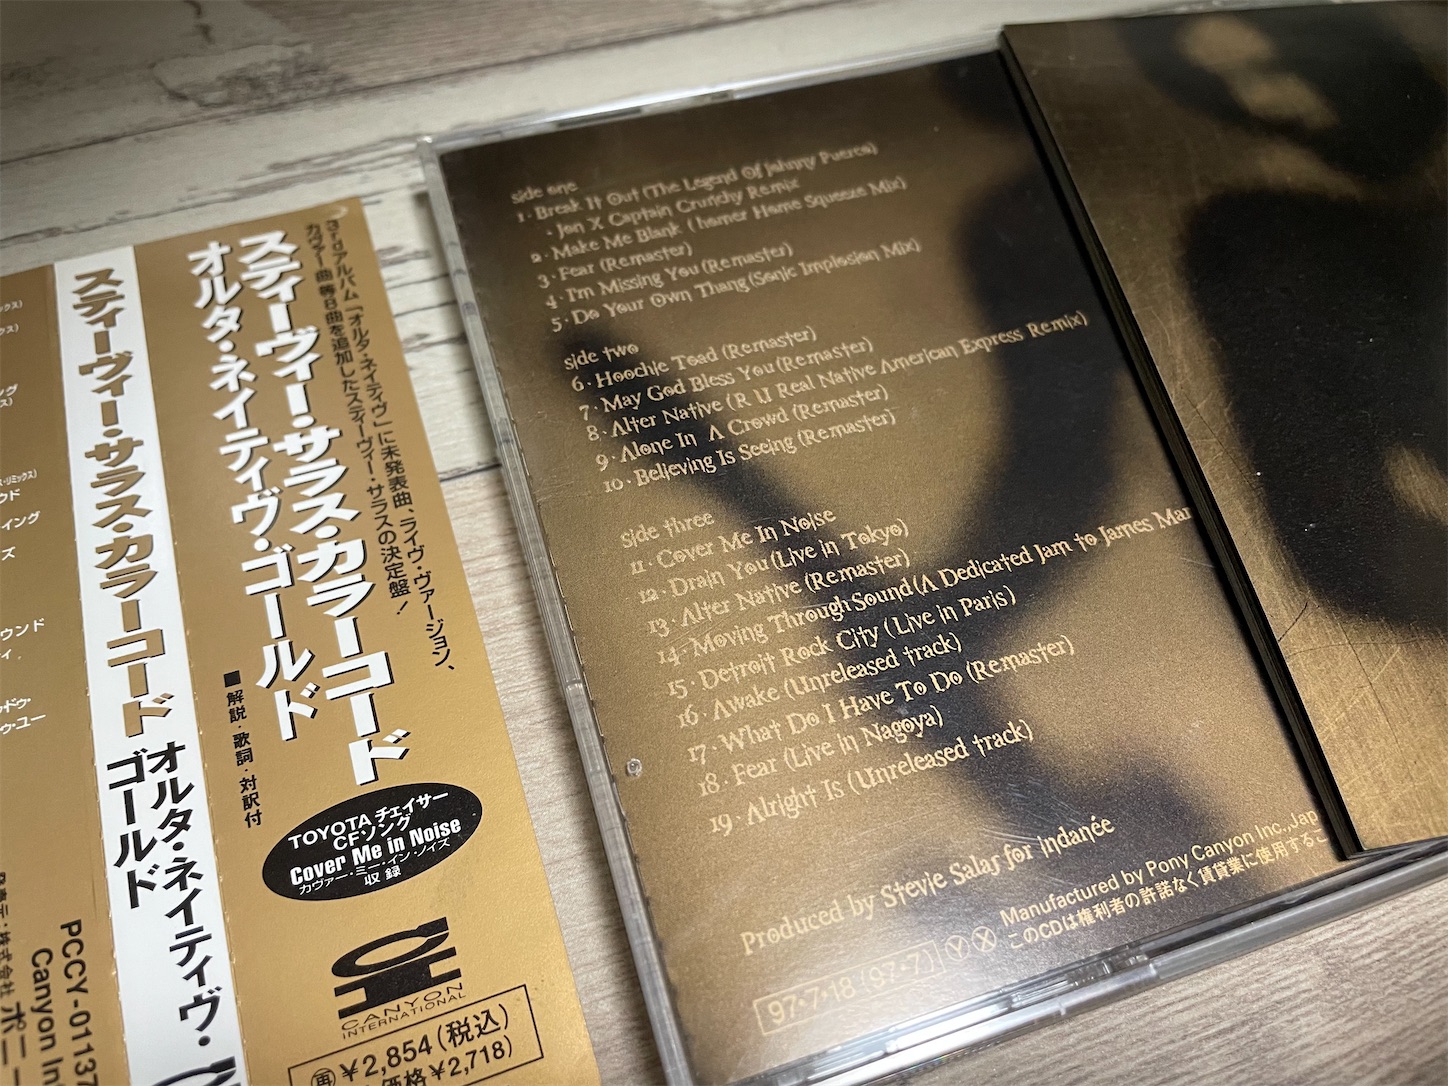 スティーヴィー・サラス・カラーコード
オルタ・ネイティヴ・ゴールド
3rdアルバム「オルタ・ネイティヴ」に未発表曲、ライヴ・ヴァージョン、
カヴァー曲 等8曲を追加したスティーヴィー・サラスの決定盤!
スティーヴィー・サラス・カラーコード
オルタ・ネイティヴ・
ゴールド
■解説・歌詞・対訳付
TOYOTA チェイサー
CFソング
Cover Me in Noise
カヴァー・ミー・イン・ノイズ
収録
CANYON
INTERNATIONAL
再 ¥2,854(税込)
価格¥2,718)
PCCY-0113
Canyon In
side one
1・Break It Out (The Legend Of Johnny Puerco)
・Jon X Captain Crunchy Remix
2・Make Me Blank (homer Home Squeeze Mix)
3・Fear (Remaster)
4・I'm Missing You (Remaster)
5・Do Your Own Thang (Sonic Implosion Mix)
side two
6・Hoochie Toad (Remaster)
7・May God Bless You (Remaster)
8・Alter Native (R U Real Native American Express Remix)
9・Alone In A Crowd (Remaster)
10・Believing Is Seeing (Remaster)
side three
11・Cover Me In Noise
12・Drain You (Live in Tokyo)
13・Alter Native (Remaster)
14・Moving Through Sound (A Dedicated Jam to James Mar
15・Detroit Rock City (Live in Paris)
16・Awake (Unreleased track)
17・What Do I Have To Do (Remaster)
18・Fear (Live in Nagoya)
19・Alright Is (Unreleased track)
Produced by Stevie Salas for Indanée
97・7・18 (97・7) Y X Manufactured by Pony Canyon Inc., Jap
このCDは権利者の許諾なく賃貸業に使用するこ